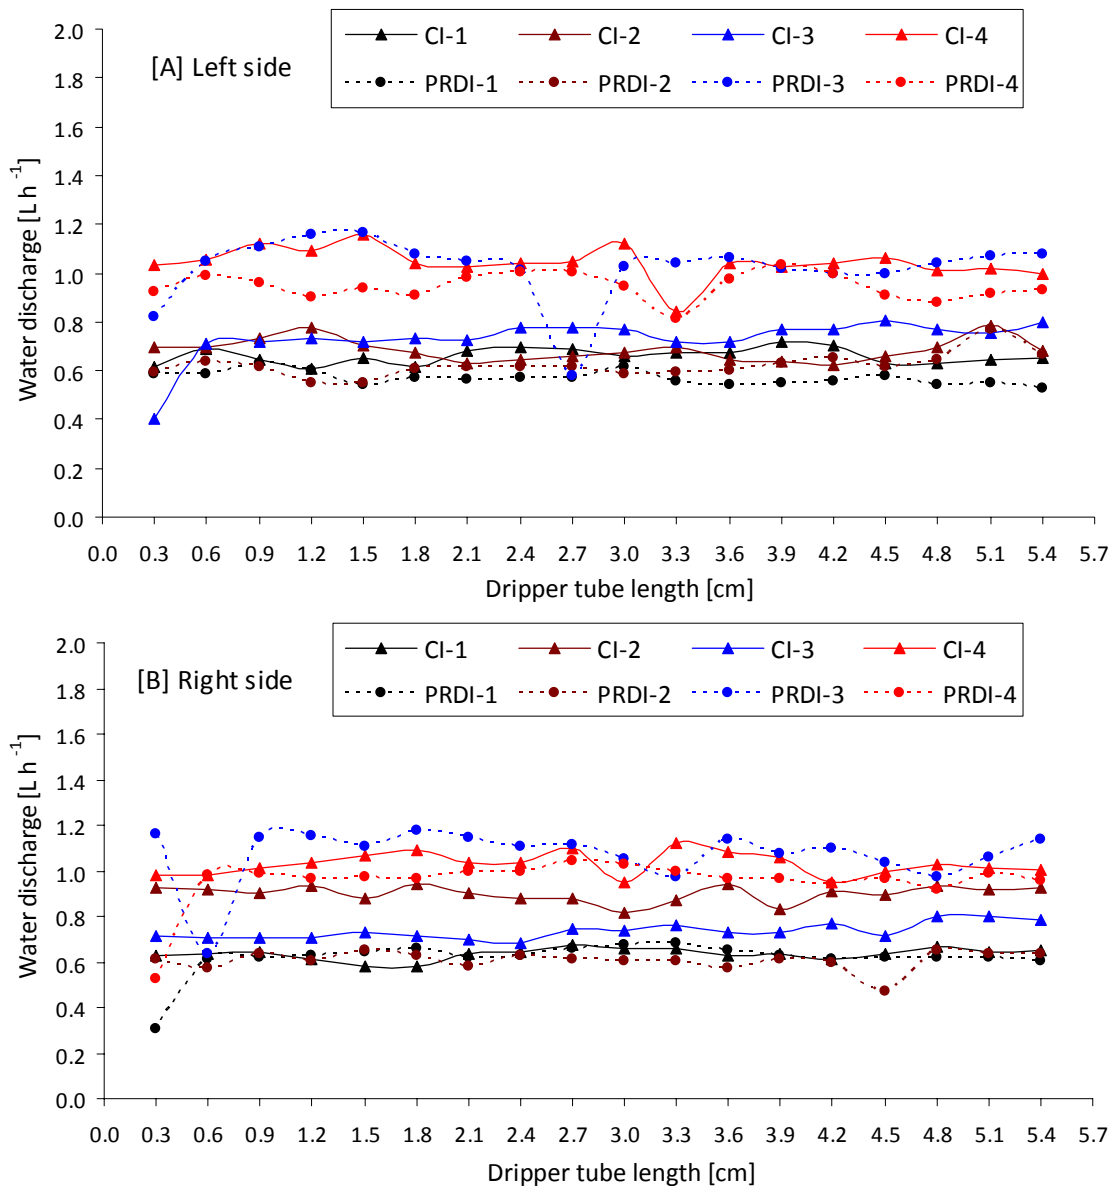 [A] Left side
CI-1 CI-2 CI-3 CI-4
PRDI-1 PRDI-2 PRDI-3 PRDI-4
Water discharge [L h⁻¹]
2.0
1.8
1.6
1.4
1.2
1.0
0.8
0.6
0.4
0.2
0.0
0.0 0.3 0.6 0.9 1.2 1.5 1.8 2.1 2.4 2.7 3.0 3.3 3.6 3.9 4.2 4.5 4.8 5.1 5.4 5.7
Dripper tube length [cm]
[B] Right side
CI-1 CI-2 CI-3 CI-4
PRDI-1 PRDI-2 PRDI-3 PRDI-4
Water discharge [L h⁻¹]
2.0
1.8
1.6
1.4
1.2
1.0
0.8
0.6
0.4
0.2
0.0
0.0 0.3 0.6 0.9 1.2 1.5 1.8 2.1 2.4 2.7 3.0 3.3 3.6 3.9 4.2 4.5 4.8 5.1 5.4 5.7
Dripper tube length [cm]